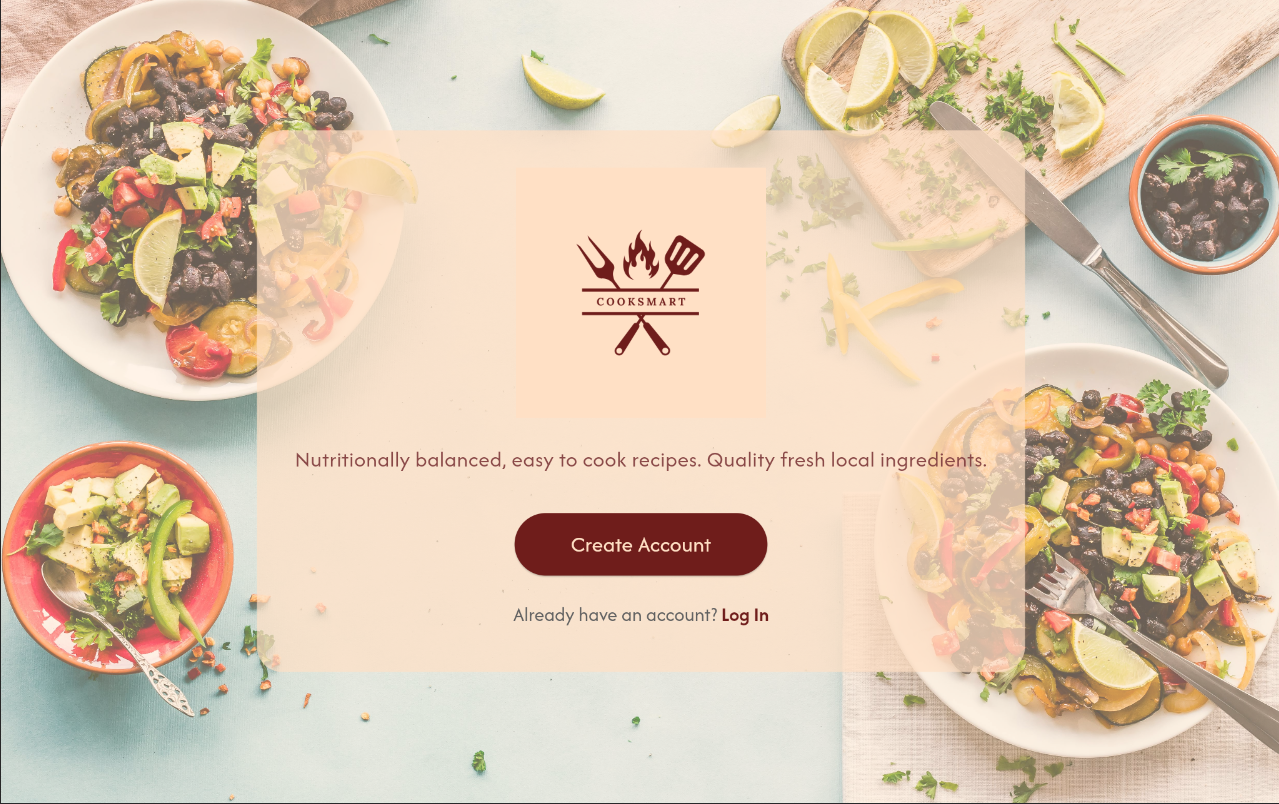 COOKSMART
Nutritionally balanced, easy to cook recipes. Quality fresh local ingredients.
Create Account
Already have an account? Log In